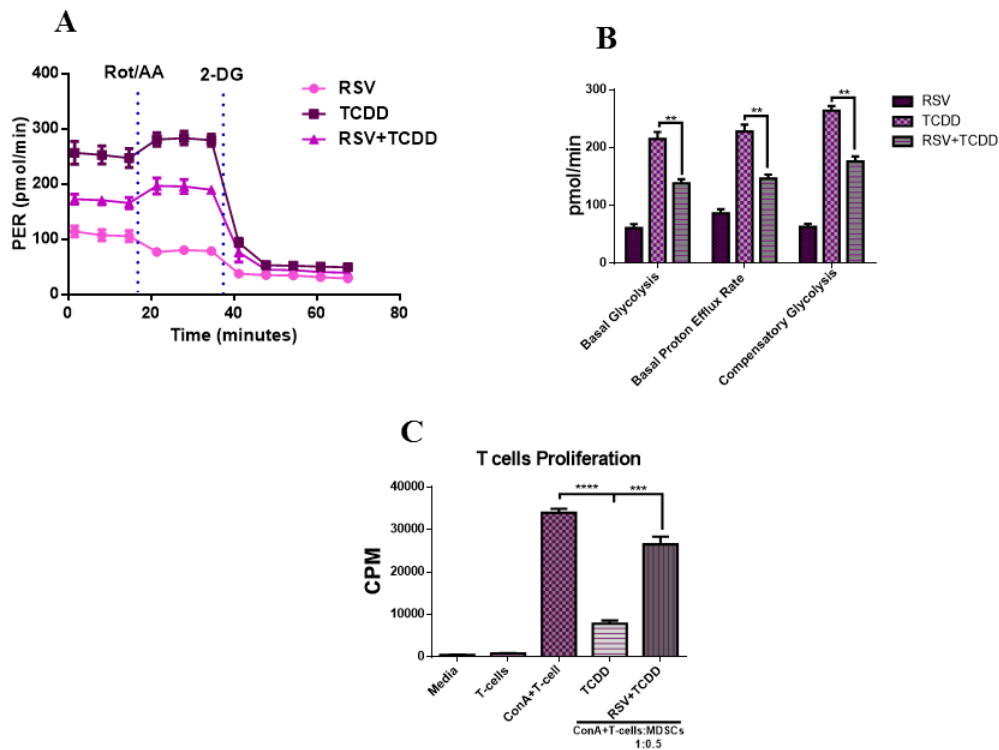 A
Rot/AA
2-DG
400
300
200
100
0
PER (pmol/min)
0
20
40
60
80
Time (minutes)
RSV
TCDD
RSV+TCDD
B
300
200
100
0
pmol/min
**
**
**
Basal Glycolysis
Basal Proton Efflux Rate
Compensatory Glycolysis
RSV
TCDD
RSV+TCDD
C
T cells Proliferation
40000
30000
20000
10000
0
CPM
****
***
Media
T-cells
ConA+T-cell
TCDD
RSV+TCDD
ConA+T-cells:MDSCs
1:0.5